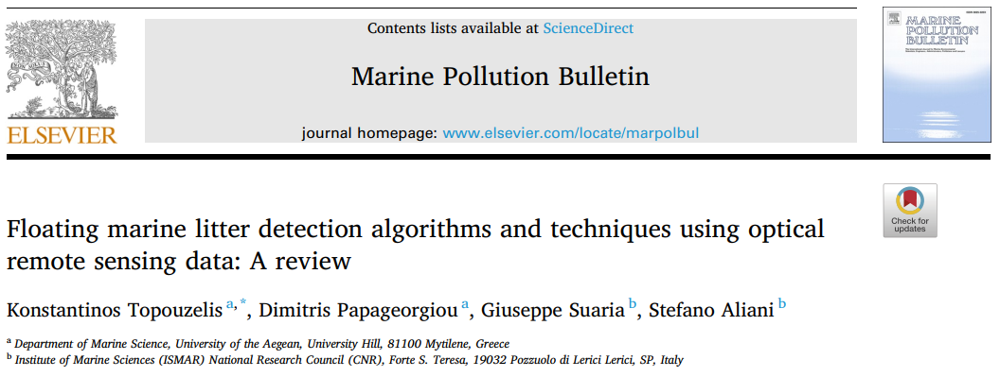 Contents lists available at ScienceDirect
Marine Pollution Bulletin
journal homepage: www.elsevier.com/locate/marpolbul
ELSEVIER
MARINE
POLLUTION
BULLETIN
Check for
updates
Floating marine litter detection algorithms and techniques using optical
remote sensing data: A review
Konstantinos Topouzelis a,*, Dimitris Papageorgiou a, Giuseppe Suaria b, Stefano Aliani b
a Department of Marine Science, University of the Aegean, University Hill, 81100 Mytilene, Greece
b Institute of Marine Sciences (ISMAR) National Research Council (CNR), Forte S. Teresa, 19032 Pozzuolo di Lerici Lerici, SP, Italy